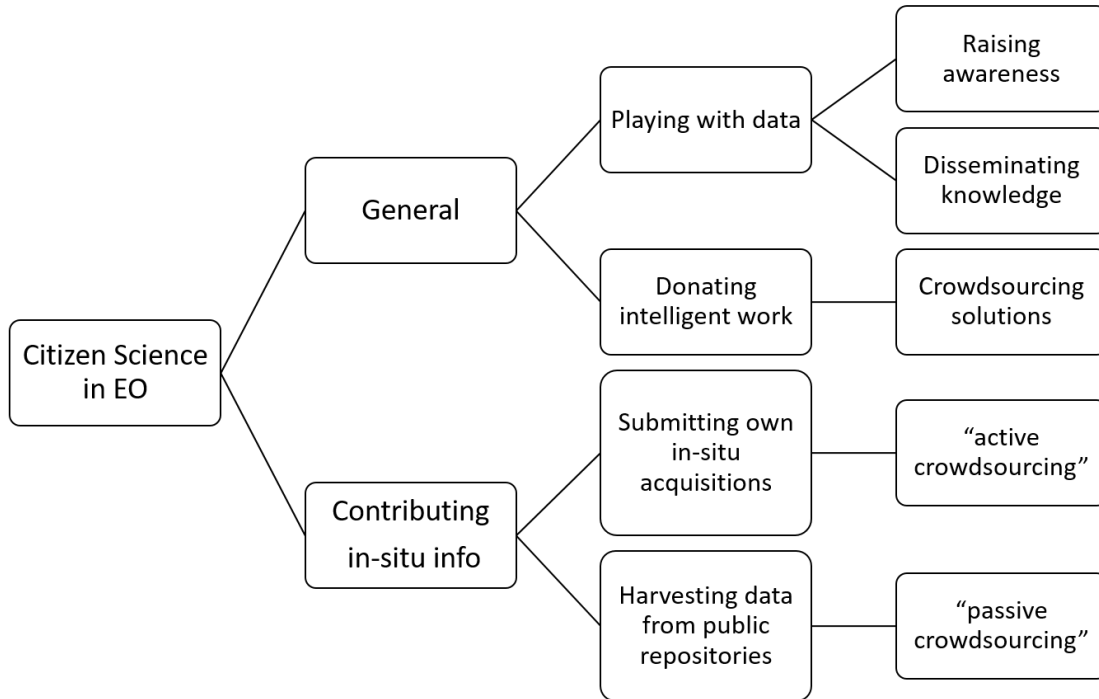 Citizen Science
in EO
General
Contributing
in-situ info
Playing with data
Donating
intelligent work
Submitting own
in-situ
acquisitions
Harvesting data
from public
repositories
Raising
awareness
Disseminating
knowledge
Crowdsourcing
solutions
“active
crowdsourcing”
“passive
crowdsourcing”